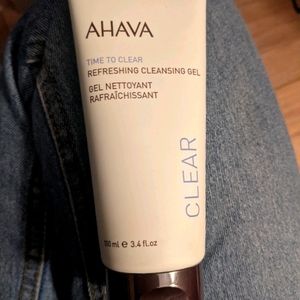 AHAVA
TIME TO CLEAR
REFRESHING CLEANSING GEL
GEL NETTOYANT
RAFRAÎCHISSANT
CLEAR
100 ml e 3.4 fl.oz